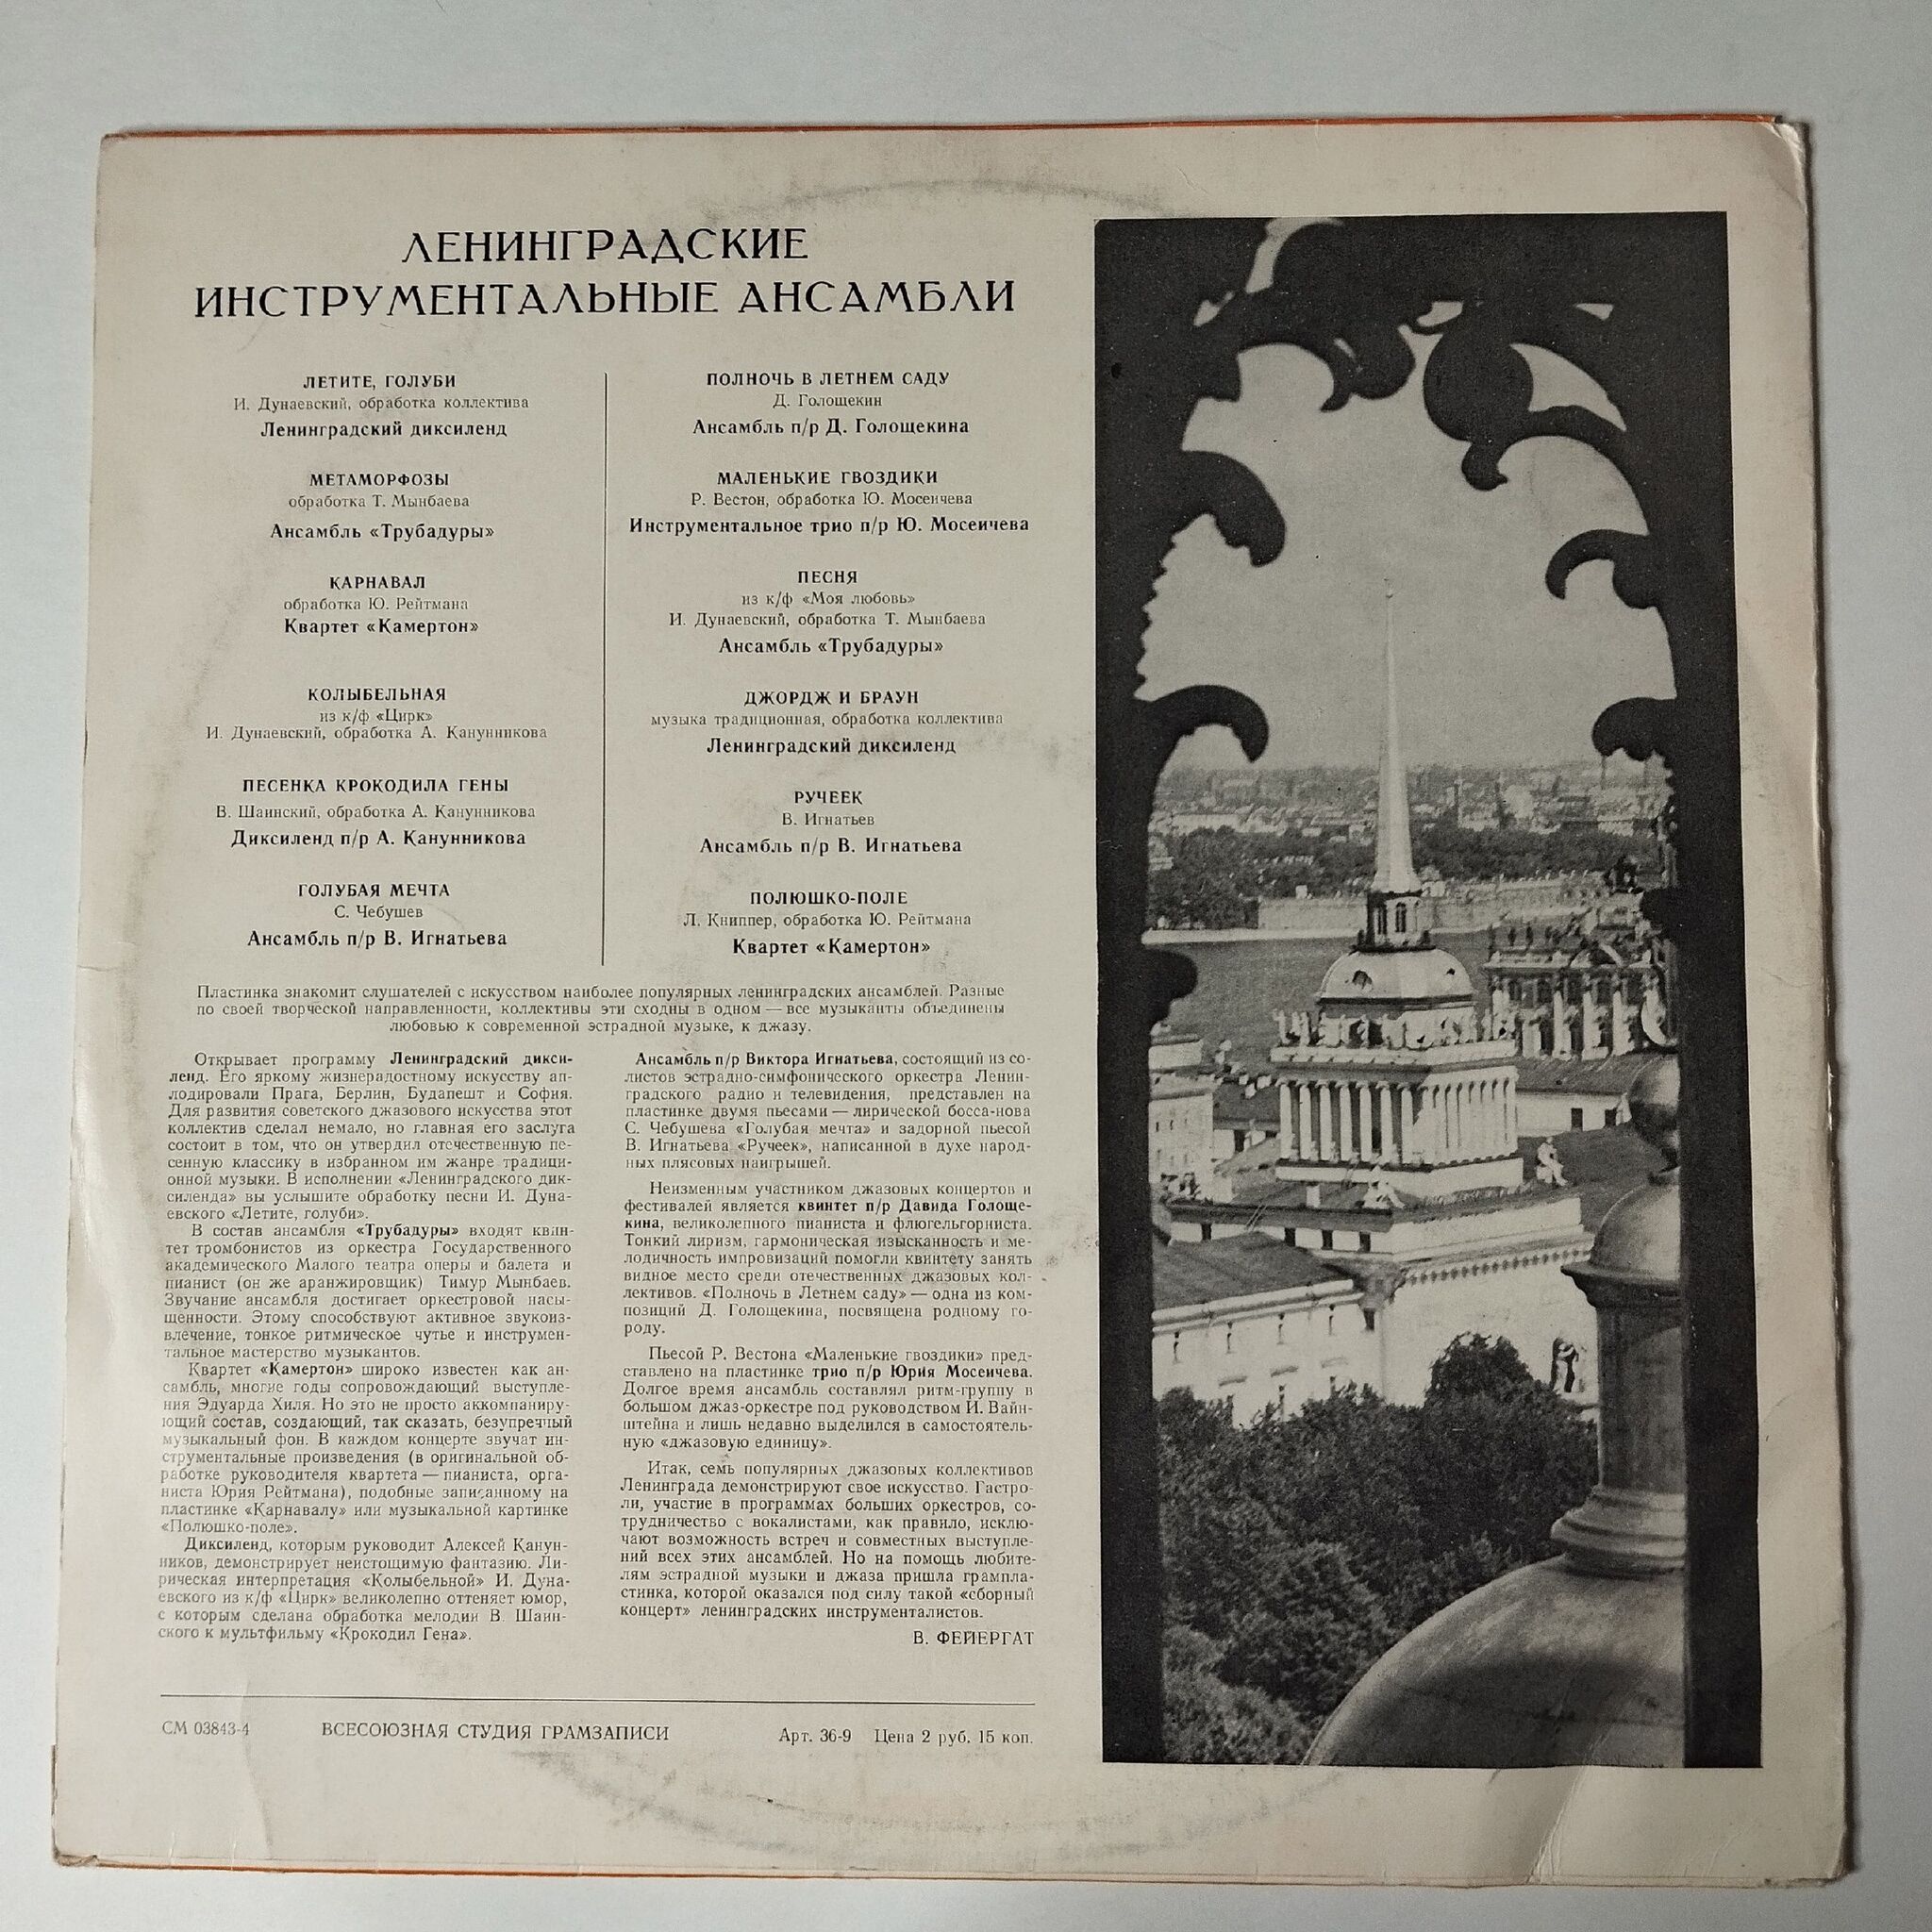 ЛЕНИНГРАДСКИЕ
ИНСТРУМЕНТАЛЬНЫЕ АНСАМБЛИ
ЛЕТИТЕ, ГОЛУБИ
И. Дунаевский, обработка коллектива
Ленинградский диксиленд
МЕТАМОРФОЗЫ
обработка Т. Мынбаева
Ансамбль «Трубадуры»
КАРНАВАЛ
обработка Ю. Рейтмана
Квартет «Камертон»
КОЛЫБЕЛЬНАЯ
из к/ф «Цирк»
И. Дунаевский, обработка А. Канунникова
ПЕСЕНКА КРОКОДИЛА ГЕНЫ
В. Шаинский, обработка А. Канунникова
Диксиленд п/р А. Канунникова
ГОЛУБАЯ МЕЧТА
С. Чебушев
Ансамбль п/р В. Игнатьева
ПОЛНОЧЬ В ЛЕТНЕМ САДУ
Д. Голощекин
Ансамбль п/р Д. Голощекина
МАЛЕНЬКИЕ ГВОЗДИКИ
Р. Вестон, обработка Ю. Мосеичева
Инструментальное трио п/р Ю. Мосеичева
ПЕСНЯ
из к/ф «Моя любовь»
И. Дунаевский, обработка Т. Мынбаева
Ансамбль «Трубадуры»
ДЖОРДЖ И БРАУН
музыка традиционная, обработка коллектива
Ленинградский диксиленд
РУЧЕЕК
В. Игнатьев
Ансамбль п/р В. Игнатьева
ПОЛЮШКО-ПОЛЕ
Л. Книппер, обработка Ю. Рейтмана
Квартет «Камертон»
Пластинка знакомит слушателей с искусством наиболее популярных ленинградских ансамблей. Разные
по своей творческой направленности, коллективы эти сходны в одном — все музыканты объединены
любовью к современной эстрадной музыке, к джазу.
Открывает программу Ленинградский дикси-
ленд. Его яркому жизнерадостному искусству ап-
лодировали Прага, Берлин, Будапешт и София.
Для развития советского джазового искусства этот
коллектив сделал немало, но главная его заслуга
состоит в том, что он утвердил отечественную пе-
сенную классику в избранном им жанре традици-
онной музыки. В исполнении «Ленинградского дик-
силенда» вы услышите обработку песни И. Дуна-
евского «Летите, голуби».
В состав ансамбля «Трубадуры» входят квин-
тет тромбонистов из оркестра Государственного
академического Малого театра оперы и балета и
пианист (он же аранжировщик) Тимур Мынбаев.
Звучание ансамбля достигает оркестровой насы-
щенности. Этому способствуют активное звукоиз-
влечение, тонкое ритмическое чутье и инструмен-
тальное мастерство музыкантов.
Квартет «Камертон» широко известен как ан-
самбль, многие годы сопровождающий выступле-
ния Эдуарда Хиля. Но это не просто аккомпаниру-
ющий состав, создающий, так сказать, безупречный
музыкальный фон. В каждом концерте звучат ин-
струментальные произведения (в оригинальной об-
работке руководителя квартета — пианиста, орга-
ниста Юрия Рейтмана), подобные записанному на
пластинке «Карнавалу» или музыкальной картинке
«Полюшко-поле».
Диксиленд, которым руководит Алексей Канун-
ников, демонстрирует неистощимую фантазию. Ли-
рическая интерпретация «Колыбельной» И. Дуна-
евского из к/ф «Цирк» великолепно оттеняет юмор,
с которым сделана обработка мелодии В. Шаин-
ского к мультфильму «Крокодил Гена».
Ансамбль п/р Виктора Игнатьева, состоящий из со-
листов эстрадно-симфонического оркестра Ленин-
градского радио и телевидения, представлен на
пластинке двумя пьесами — лирической босса-нова
С. Чебушева «Голубая мечта» и задорной пьесой
В. Игнатьева «Ручеек», написанной в духе народ-
ных плясовых наигрышей.
Неизменным участником джазовых концертов и
фестивалей является квинтет п/р Давида Голоще-
кина, великолепного пианиста и флюгельгорниста.
Тонкий лиризм, гармоническая изысканность и ме-
лодичность импровизаций помогли квинтету занять
видное место среди отечественных джазовых кол-
лективов. «Полночь в Летнем саду» — одна из ком-
позиций Д. Голощекина, посвящена родному го-
роду.
Пьесой Р. Вестона «Маленькие гвоздики» пред-
ставлено на пластинке трио п/р Юрия Мосеичева.
Долгое время ансамбль составлял ритм-группу в
большом джаз-оркестре под руководством И. Вайн-
штейна и лишь недавно выделился в самостоятель-
ную «джазовую единицу».
Итак, семь популярных джазовых коллективов
Ленинграда демонстрируют свое искусство. Гастро-
ли, участие в программах больших оркестров, со-
трудничество с вокалистами, как правило, исклю-
чают возможность встреч и совместных выступле-
ний всех этих ансамблей. Но на помощь любите-
лям эстрадной музыки и джаза пришла грампла-
стинка, которой оказался под силу такой «сборный
концерт» ленинградских инструменталистов.
В. ФЕЙЕРГАТ
СМ 03843-4 ВСЕСОЮЗНАЯ СТУДИЯ ГРАМЗАПИСИ Арт. 36-9 Цена 2 руб. 15 коп.